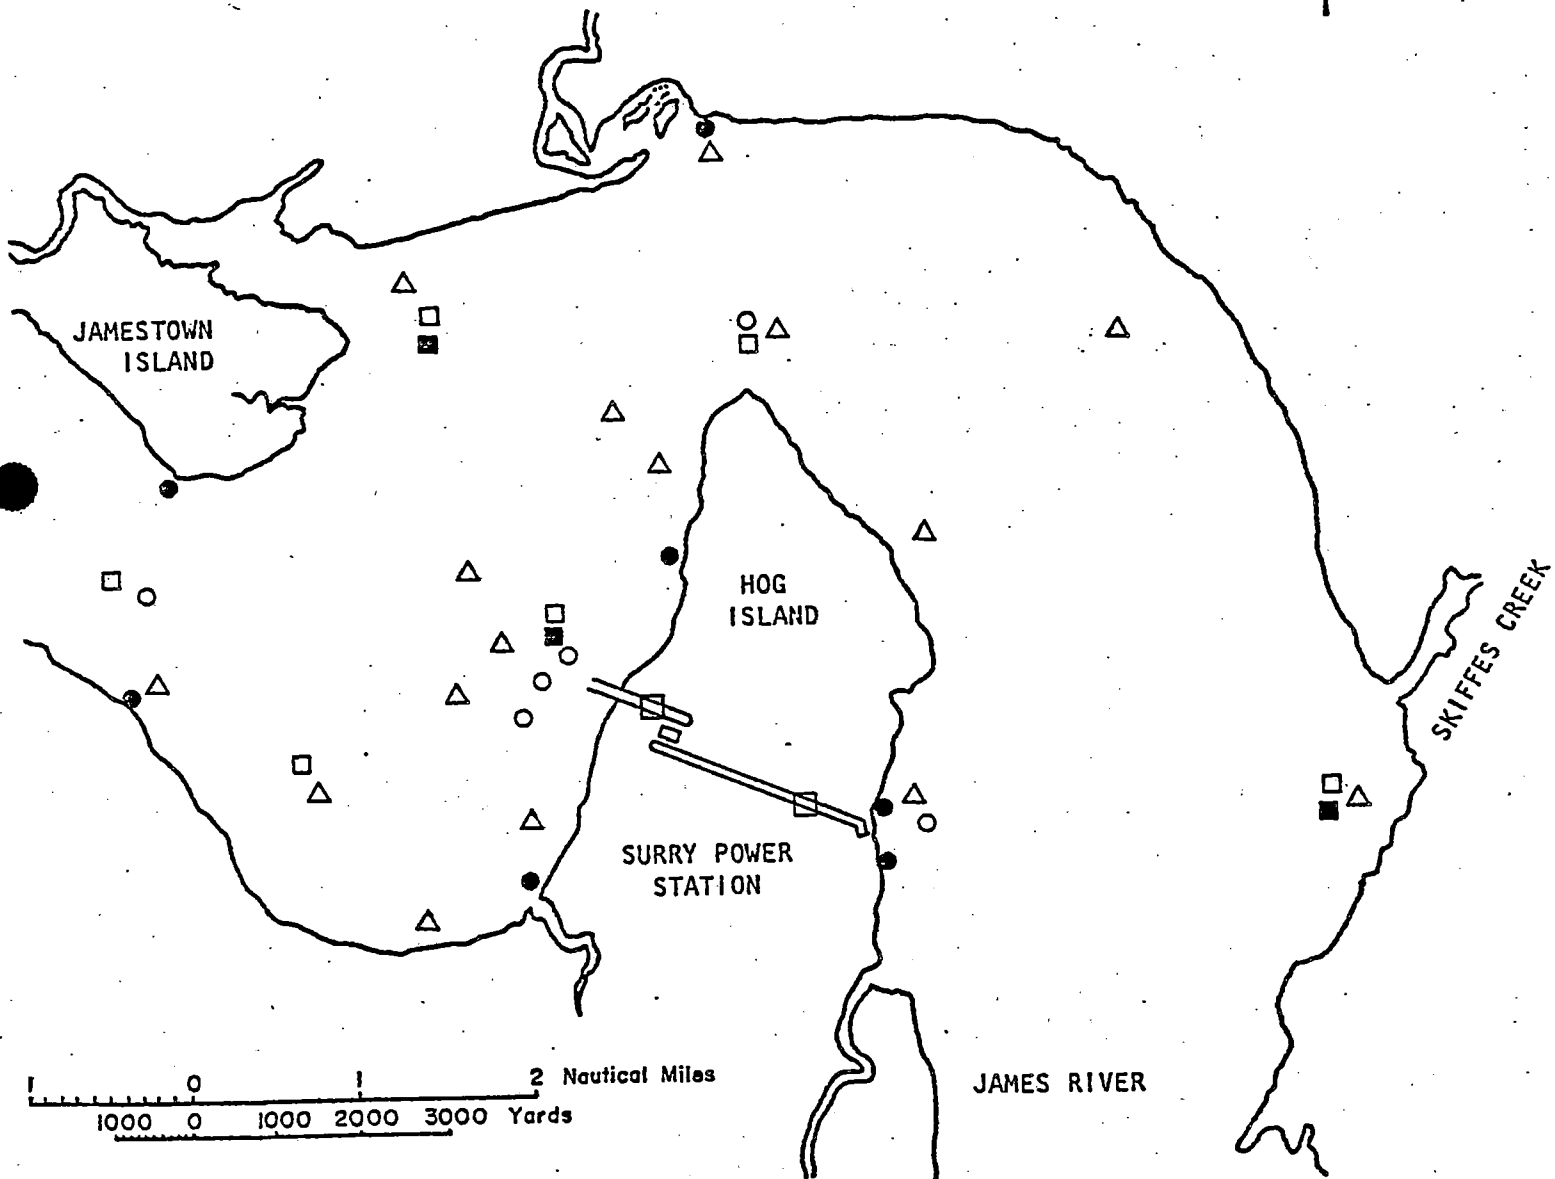 JAMESTOWN
ISLAND
HOG
ISLAND
SKIFFES CREEK
SURRY POWER
STATION
JAMES RIVER
1 0 1 2 Nautical Miles
1000 0 1000 2000 3000 Yards